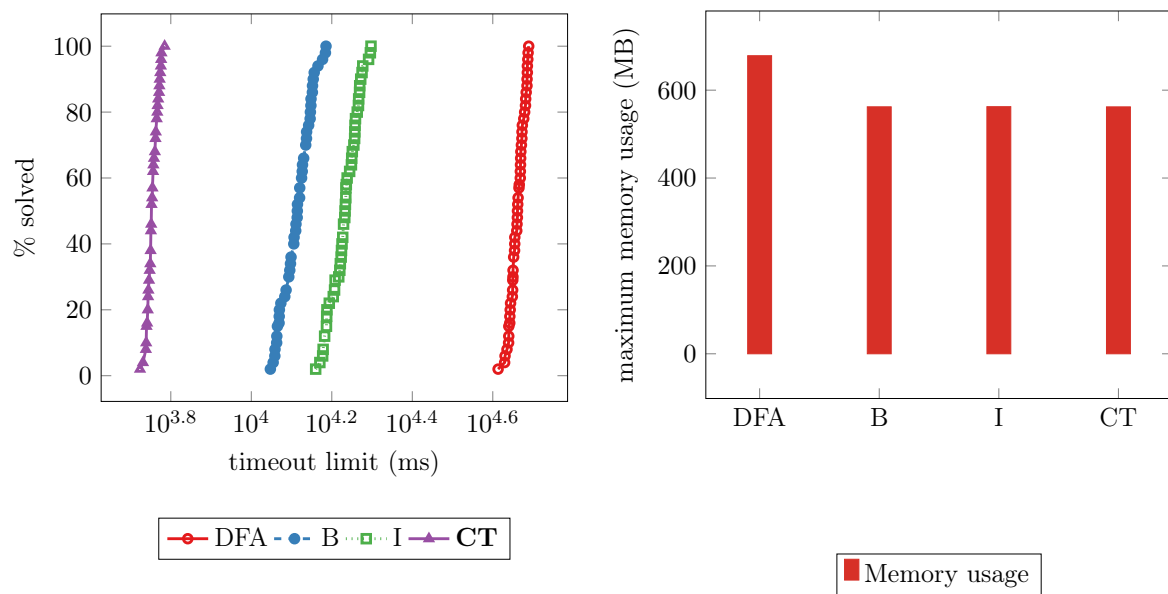 100
80
60
40
20
0
% solved
10^3.8 10^4 10^4.2 10^4.4 10^4.6
timeout limit (ms)
DFA B I CT
600
400
200
0
maximum memory usage (MB)
DFA B I CT
Memory usage